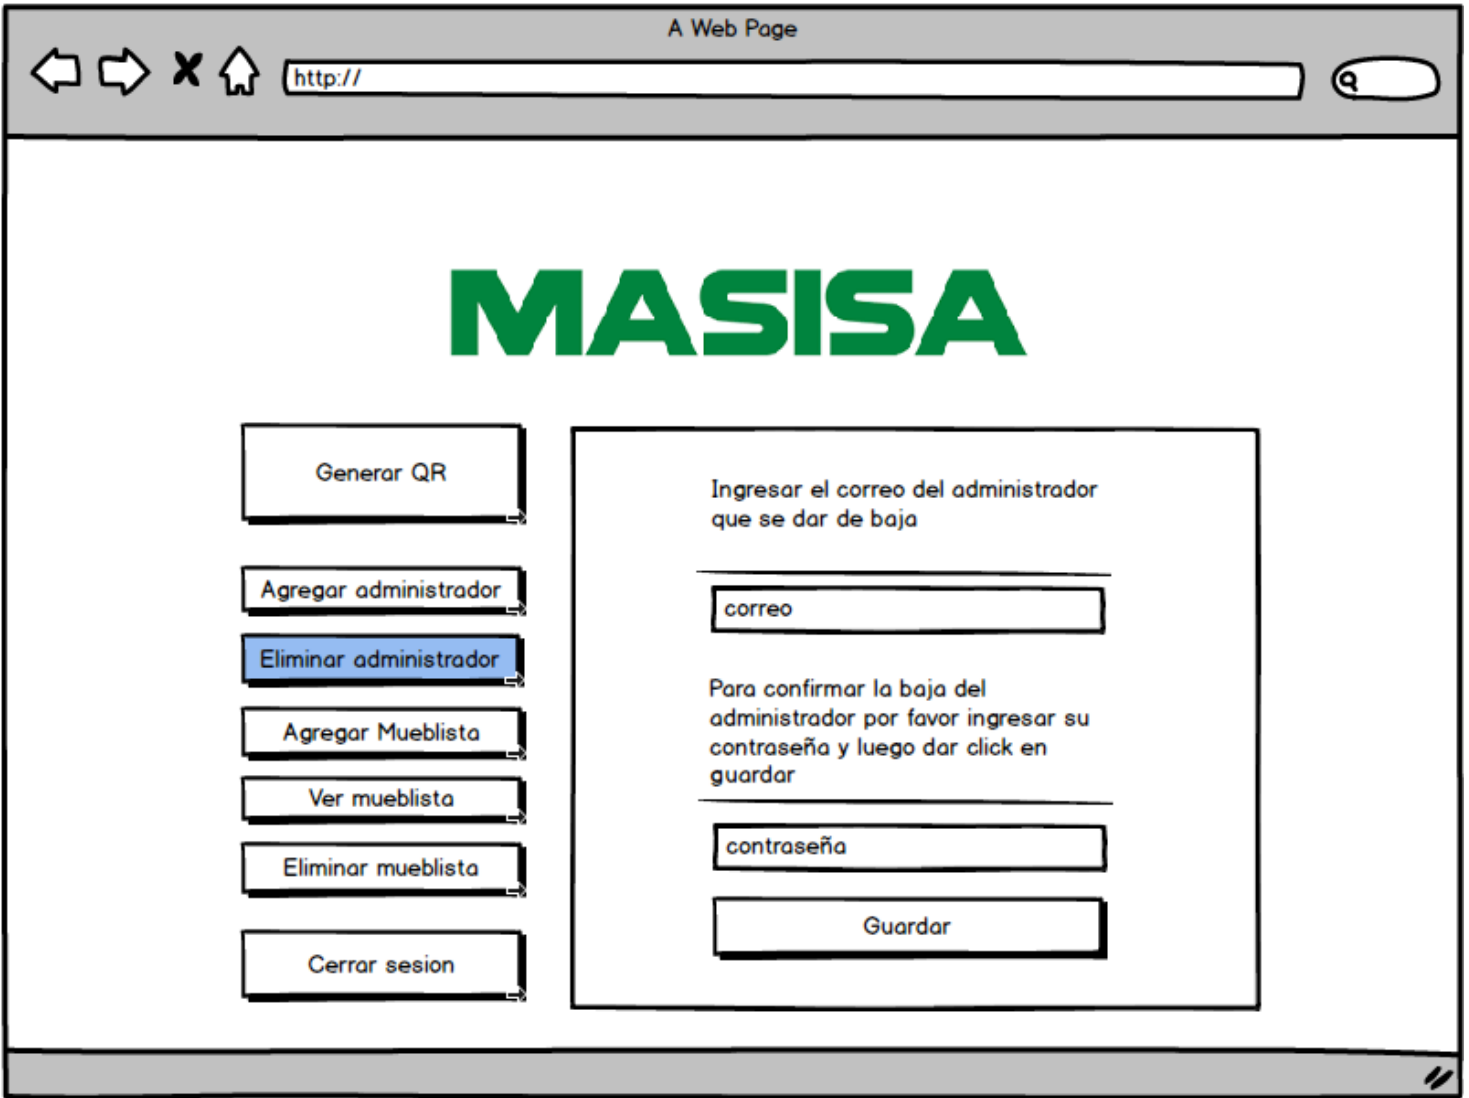 A Web Page
http://
MASISA
Generar QR
Agregar administrador
Eliminar administrador
Agregar Mueblista
Ver mueblista
Eliminar mueblista
Cerrar sesion
Ingresar el correo del administrador
que se dar de baja
correo
Para confirmar la baja del
administrador por favor ingresar su
contraseña y luego dar click en
guardar
contraseña
Guardar